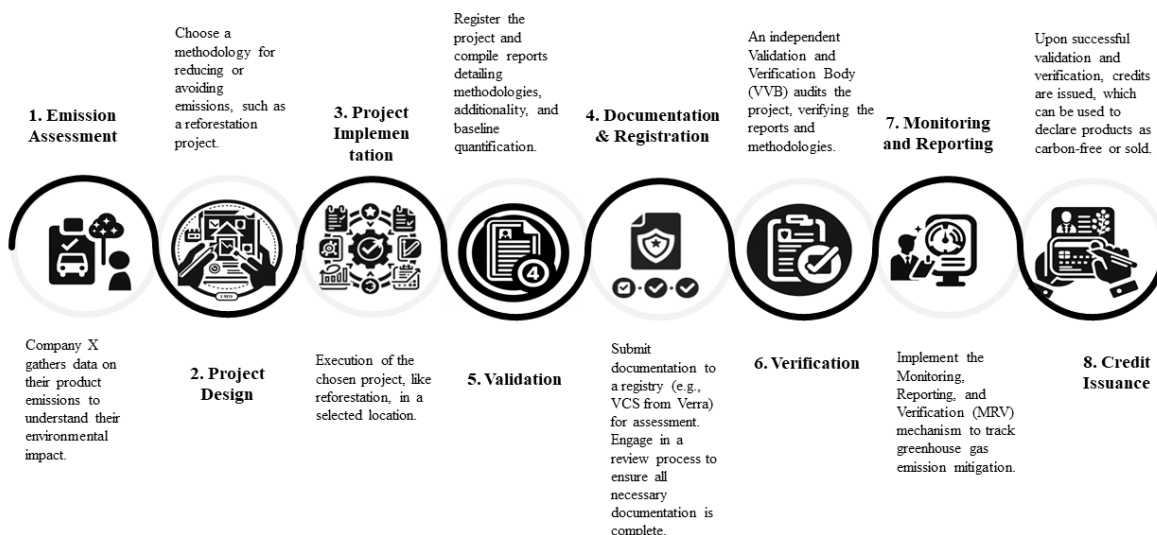 1. Emission
Assessment
Company X
gathers data on
their product
emissions to
understand their
environmental
impact.
Choose a
methodology for
reducing or
avoiding
emissions, such as
a reforestation
project.
2. Project
Design
3. Project
Implemen
tation
Execution of the
chosen project, like
reforestation, in a
selected location.
Register the
project and
compile reports
detailing
methodologies,
additionality, and
baseline
quantification.
4
5. Validation
4. Documentation
& Registration
Submit
documentation to
a registry (e.g.,
VCS from Verra)
for assessment.
Engage in a
review process to
ensure all
necessary
documentation is
complete.
An independent
Validation and
Verification Body
(VVB) audits the
project, verifying the
reports and
methodologies.
6. Verification
7. Monitoring
and Reporting
Implement the
Monitoring,
Reporting, and
Verification (MRV)
mechanism to track
greenhouse gas
emission mitigation.
Upon successful
validation and
verification, credits
are issued, which
can be used to
declare products as
carbon-free or sold.
8. Credit
Issuance